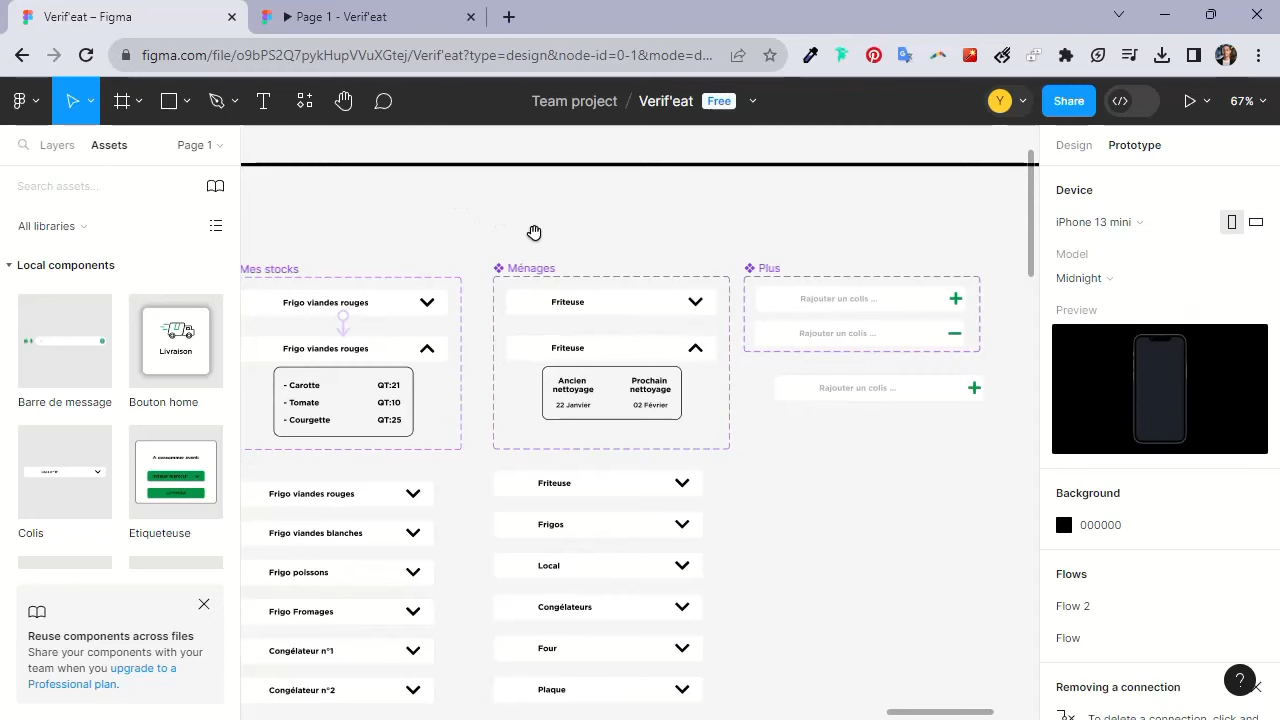 Verif'eat – Figma
Page 1 - Verif'eat
figma.com/file/o9bPS2Q7pykHupVVuXGtej/Verif'eat?type=design&node-id=0-1&mode=d...
Team project / Verif'eat Free
Y
Share
67%
Layers Assets Page 1
Search assets...
All libraries
Local components
Barre de message
Livraison
Bouton home
Colis
Etiqueteuse
Reuse components across files
Share your components with your
team when you upgrade to a
Professional plan.
Mes stocks
Frigo viandes rouges
Frigo viandes rouges
- Carotte QT:21
- Tomate QT:10
- Courgette QT:25
Frigo viandes rouges
Frigo viandes blanches
Frigo poissons
Frigo Fromages
Congélateur n°1
Congélateur n°2
Ménages
Friteuse
Friteuse
Ancien nettoyage
22 Janvier
Prochain nettoyage
02 Février
Friteuse
Frigos
Local
Congélateurs
Four
Plaque
Plus
Rajouter un colis ...
Rajouter un colis ...
Rajouter un colis ...
Design Prototype
Device
iPhone 13 mini
Model
Midnight
Preview
Background
000000
Flows
Flow 2
Flow
Removing a connection
To delete a connection, click and
?